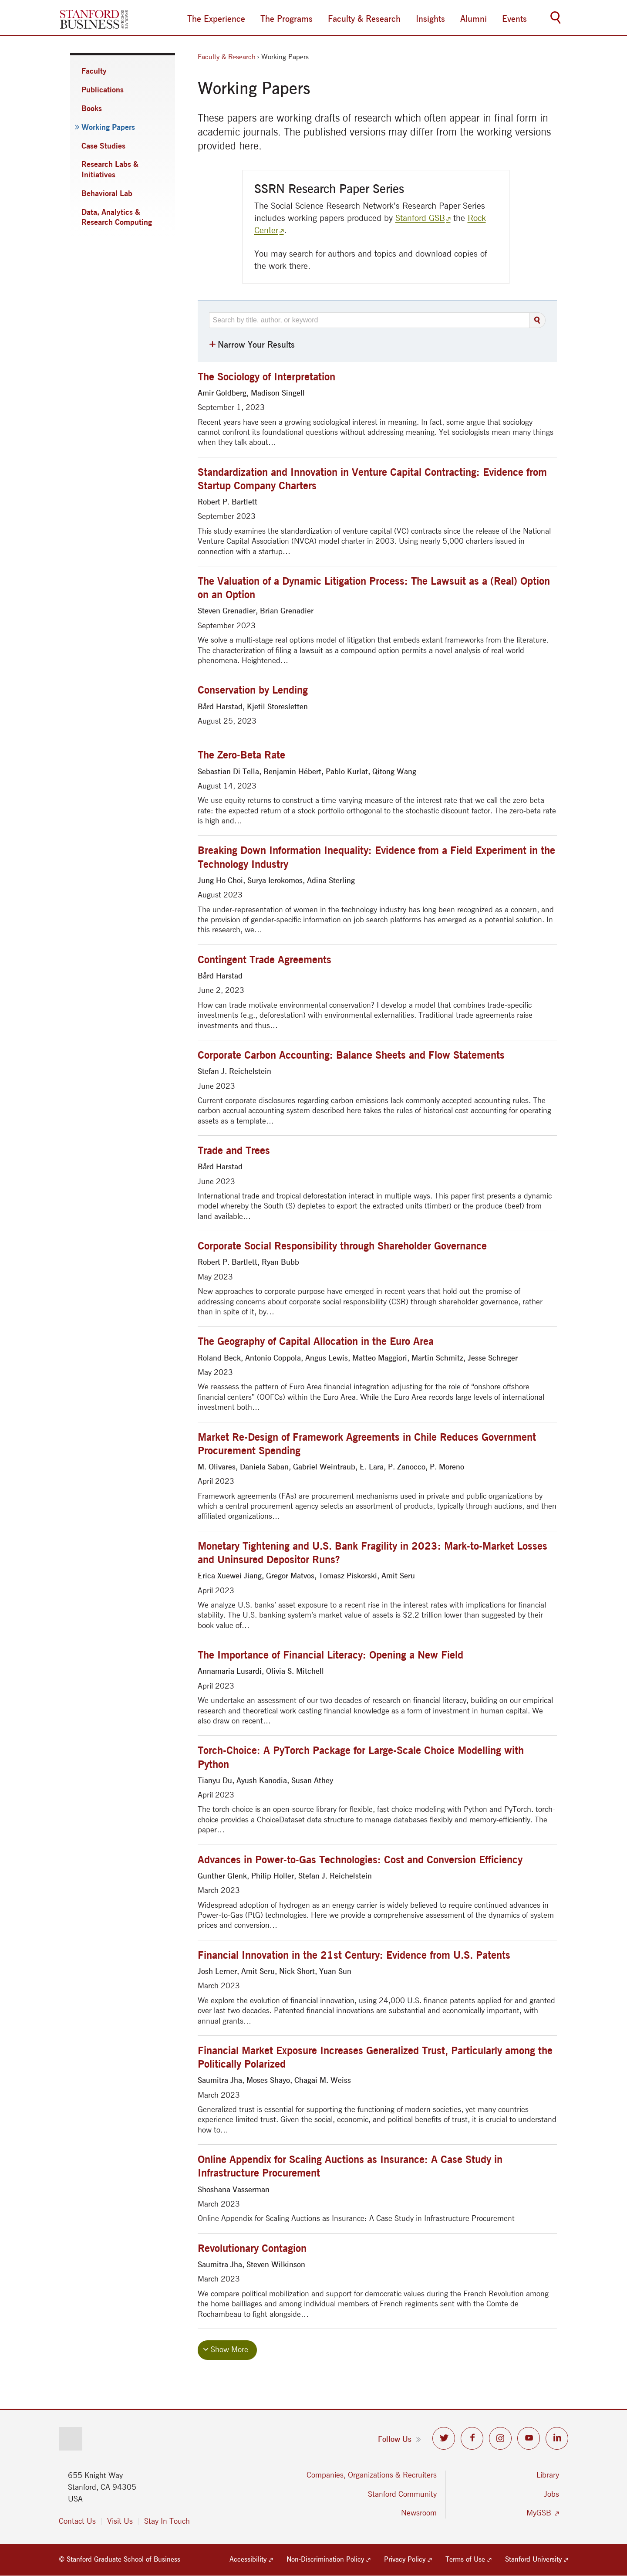 STANFORD
BUSINESS
The Experience
The Programs
Faculty & Research
Insights
Alumni
Events
Faculty
Publications
Books
» Working Papers
Case Studies
Research Labs &
Initiatives
Behavioral Lab
Data, Analytics &
Research Computing
Faculty & Research › Working Papers
Working Papers
These papers are working drafts of research which often appear in final form in
academic journals. The published versions may differ from the working versions
provided here.
SSRN Research Paper Series
The Social Science Research Network's Research Paper Series
includes working papers produced by Stanford GSB the Rock
Center.
You may search for authors and topics and download copies of
the work there.
Search by title, author, or keyword
+ Narrow Your Results
The Sociology of Interpretation
Amir Goldberg, Madison Singell
September 1, 2023
Recent years have seen a growing sociological interest in meaning. In fact, some argue that sociology
cannot confront its foundational questions without addressing meaning. Yet sociologists mean many things
when they talk about…
Standardization and Innovation in Venture Capital Contracting: Evidence from
Startup Company Charters
Robert P. Bartlett
September 2023
This study examines the standardization of venture capital (VC) contracts since the release of the National
Venture Capital Association (NVCA) model charter in 2003. Using nearly 5,000 charters issued in
connection with a startup…
The Valuation of a Dynamic Litigation Process: The Lawsuit as a (Real) Option
on an Option
Steven Grenadier, Brian Grenadier
September 2023
We solve a multi-stage real options model of litigation that embeds extant frameworks from the literature.
The characterization of filing a lawsuit as a compound option permits a novel analysis of real-world
phenomena. Heightened…
Conservation by Lending
Bård Harstad, Kjetil Storesletten
August 25, 2023
The Zero-Beta Rate
Sebastian Di Tella, Benjamin Hébert, Pablo Kurlat, Qitong Wang
August 14, 2023
We use equity returns to construct a time-varying measure of the interest rate that we call the zero-beta
rate: the expected return of a stock portfolio orthogonal to the stochastic discount factor. The zero-beta rate
is high and…
Breaking Down Information Inequality: Evidence from a Field Experiment in the
Technology Industry
Jung Ho Choi, Surya Ierokomos, Adina Sterling
August 2023
The under-representation of women in the technology industry has long been recognized as a concern, and
the provision of gender-specific information on job search platforms has emerged as a potential solution. In
this research, we…
Contingent Trade Agreements
Bård Harstad
June 2, 2023
How can trade motivate environmental conservation? I develop a model that combines trade-specific
investments (e.g., deforestation) with environmental externalities. Traditional trade agreements raise
investments and thus…
Corporate Carbon Accounting: Balance Sheets and Flow Statements
Stefan J. Reichelstein
June 2023
Current corporate disclosures regarding carbon emissions lack commonly accepted accounting rules. The
carbon accrual accounting system described here takes the rules of historical cost accounting for operating
assets as a template…
Trade and Trees
Bård Harstad
June 2023
International trade and tropical deforestation interact in multiple ways. This paper first presents a dynamic
model whereby the South (S) depletes to export the extracted units (timber) or the produce (beef) from
land available…
Corporate Social Responsibility through Shareholder Governance
Robert P. Bartlett, Ryan Bubb
May 2023
New approaches to corporate purpose have emerged in recent years that hold out the promise of
addressing concerns about corporate social responsibility (CSR) through shareholder governance, rather
than in spite of it, by…
The Geography of Capital Allocation in the Euro Area
Roland Beck, Antonio Coppola, Angus Lewis, Matteo Maggiori, Martin Schmitz, Jesse Schreger
May 2023
We reassess the pattern of Euro Area financial integration adjusting for the role of “onshore offshore
financial centers” (OOFCs) within the Euro Area. While the Euro Area records large levels of international
investment both…
Market Re-Design of Framework Agreements in Chile Reduces Government
Procurement Spending
M. Olivares, Daniela Saban, Gabriel Weintraub, E. Lara, P. Zanocco, P. Moreno
April 2023
Framework agreements (FAs) are procurement mechanisms used in private and public organizations by
which a central procurement agency selects an assortment of products, typically through auctions, and then
affiliated organizations…
Monetary Tightening and U.S. Bank Fragility in 2023: Mark-to-Market Losses
and Uninsured Depositor Runs?
Erica Xuewei Jiang, Gregor Matvos, Tomasz Piskorski, Amit Seru
April 2023
We analyze U.S. banks' asset exposure to a recent rise in the interest rates with implications for financial
stability. The U.S. banking system's market value of assets is $2.2 trillion lower than suggested by their
book value of…
The Importance of Financial Literacy: Opening a New Field
Annamaria Lusardi, Olivia S. Mitchell
April 2023
We undertake an assessment of our two decades of research on financial literacy, building on our empirical
research and theoretical work casting financial knowledge as a form of investment in human capital. We
also draw on recent…
Torch-Choice: A PyTorch Package for Large-Scale Choice Modelling with
Python
Tianyu Du, Ayush Kanodia, Susan Athey
April 2023
The torch-choice is an open-source library for flexible, fast choice modeling with Python and PyTorch. torch-
choice provides a ChoiceDataset data structure to manage databases flexibly and memory-efficiently. The
paper…
Advances in Power-to-Gas Technologies: Cost and Conversion Efficiency
Gunther Glenk, Philip Holler, Stefan J. Reichelstein
March 2023
Widespread adoption of hydrogen as an energy carrier is widely believed to require continued advances in
Power-to-Gas (PtG) technologies. Here we provide a comprehensive assessment of the dynamics of system
prices and conversion…
Financial Innovation in the 21st Century: Evidence from U.S. Patents
Josh Lerner, Amit Seru, Nick Short, Yuan Sun
March 2023
We explore the evolution of financial innovation, using 24,000 U.S. finance patents applied for and granted
over last two decades. Patented financial innovations are substantial and economically important, with
annual grants…
Financial Market Exposure Increases Generalized Trust, Particularly among the
Politically Polarized
Saumitra Jha, Moses Shayo, Chagai M. Weiss
March 2023
Generalized trust is essential for supporting the functioning of modern societies, yet many countries
experience limited trust. Given the social, economic, and political benefits of trust, it is crucial to understand
how to…
Online Appendix for Scaling Auctions as Insurance: A Case Study in
Infrastructure Procurement
Shoshana Vasserman
March 2023
Online Appendix for Scaling Auctions as Insurance: A Case Study in Infrastructure Procurement
Revolutionary Contagion
Saumitra Jha, Steven Wilkinson
March 2023
We compare political mobilization and support for democratic values during the French Revolution among
the home bailliages and among individual members of French regiments sent with the Comte de
Rochambeau to fight alongside…
Show More
Follow Us »
655 Knight Way
Stanford, CA 94305
USA
Contact Us
Visit Us
Stay In Touch
Companies, Organizations & Recruiters
Stanford Community
Newsroom
Library
Jobs
MyGSB
© Stanford Graduate School of Business
Accessibility
Non-Discrimination Policy
Privacy Policy
Terms of Use
Stanford University